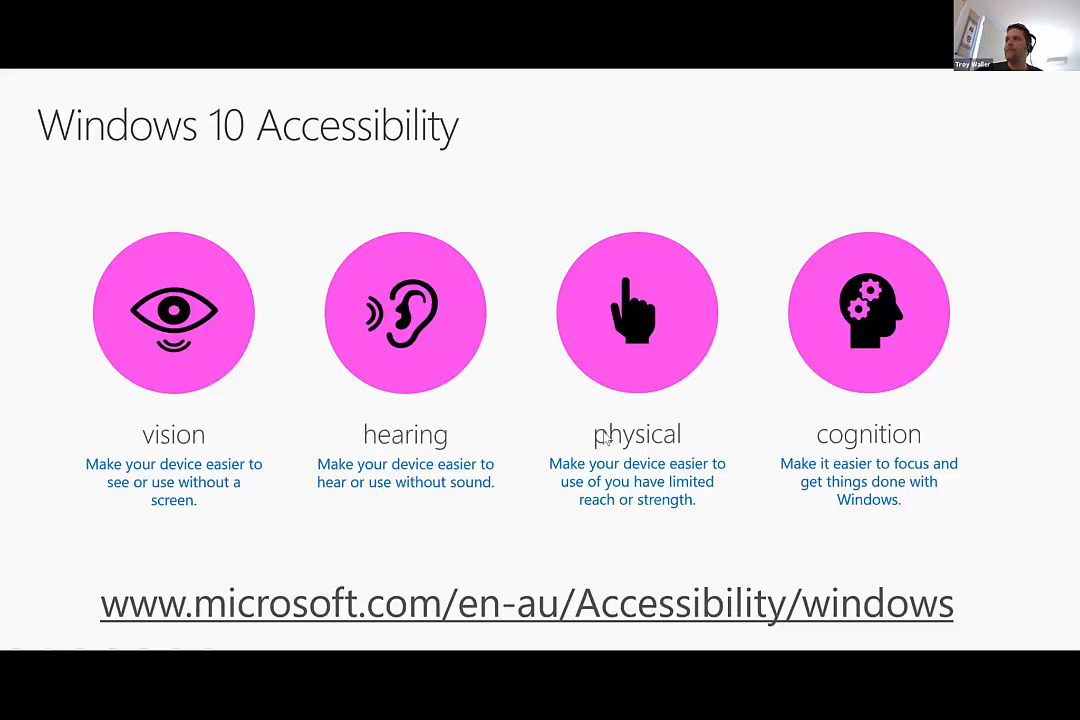 Troy Waller
Windows 10 Accessibility
vision
Make your device easier to
see or use without a
screen.
hearing
Make your device easier to
hear or use without sound.
physical
Make your device easier to
use of you have limited
reach or strength.
cognition
Make it easier to focus and
get things done with
Windows.
www.microsoft.com/en-au/Accessibility/windows